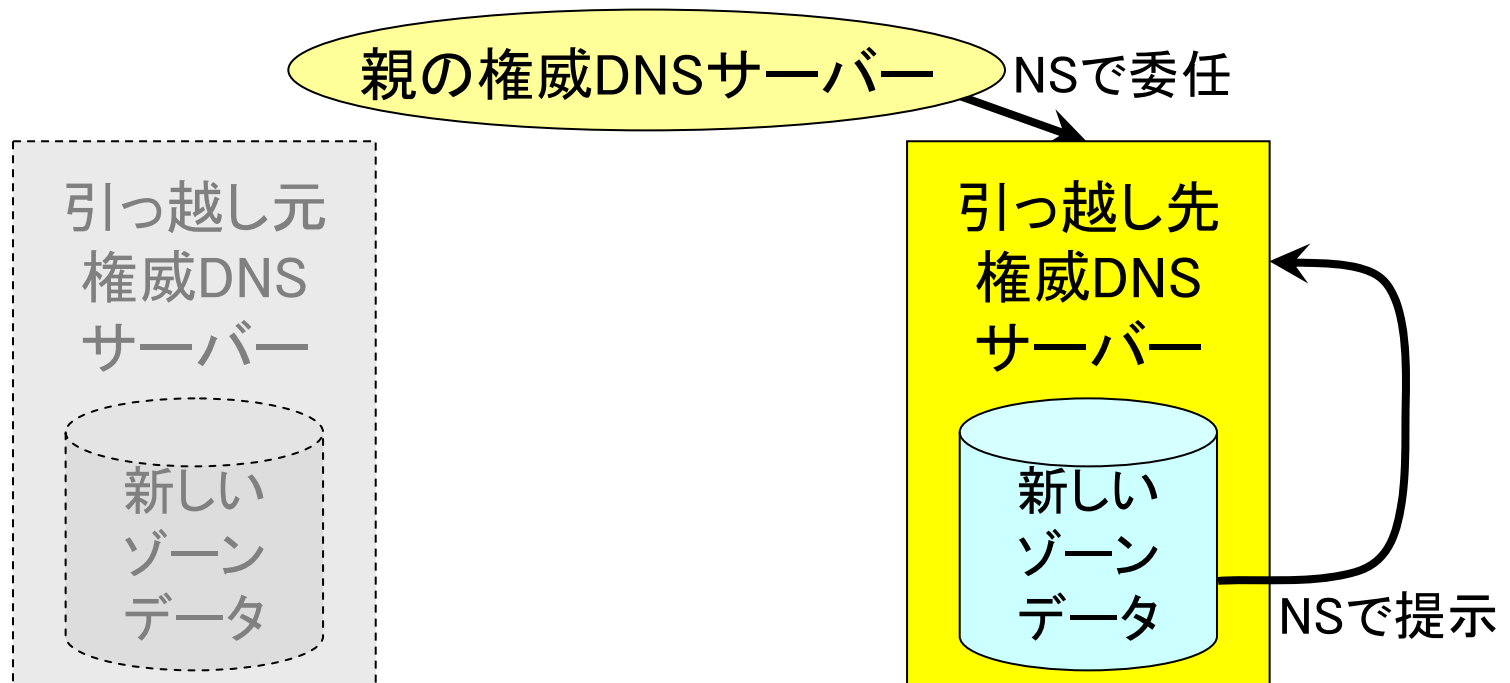 親の権威DNSサーバー
NSで委任
引っ越し元
権威DNS
サーバー
新しい
ゾーン
データ
引っ越し先
権威DNS
サーバー
新しい
ゾーン
データ
NSで提示